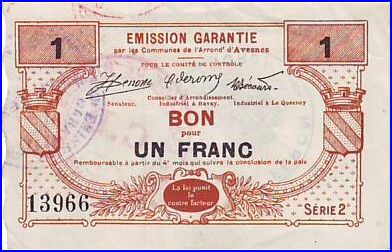 EMISSION GARANTIE
par les Communes de l'Arrond' d'Avesnes
POUR LE COMITÉ DE CONTRÔLE
1
1
Sénateur.
Conseiller d'Arrondissement.
Industriel à Bavay.
Industriel à Le Quesnoy
BON
pour
UN FRANC
Remboursable à partir du 4e mois qui suivra la conclusion de la paix
La loi punit
le
contrefacteur
13966
SÉRIE 2e